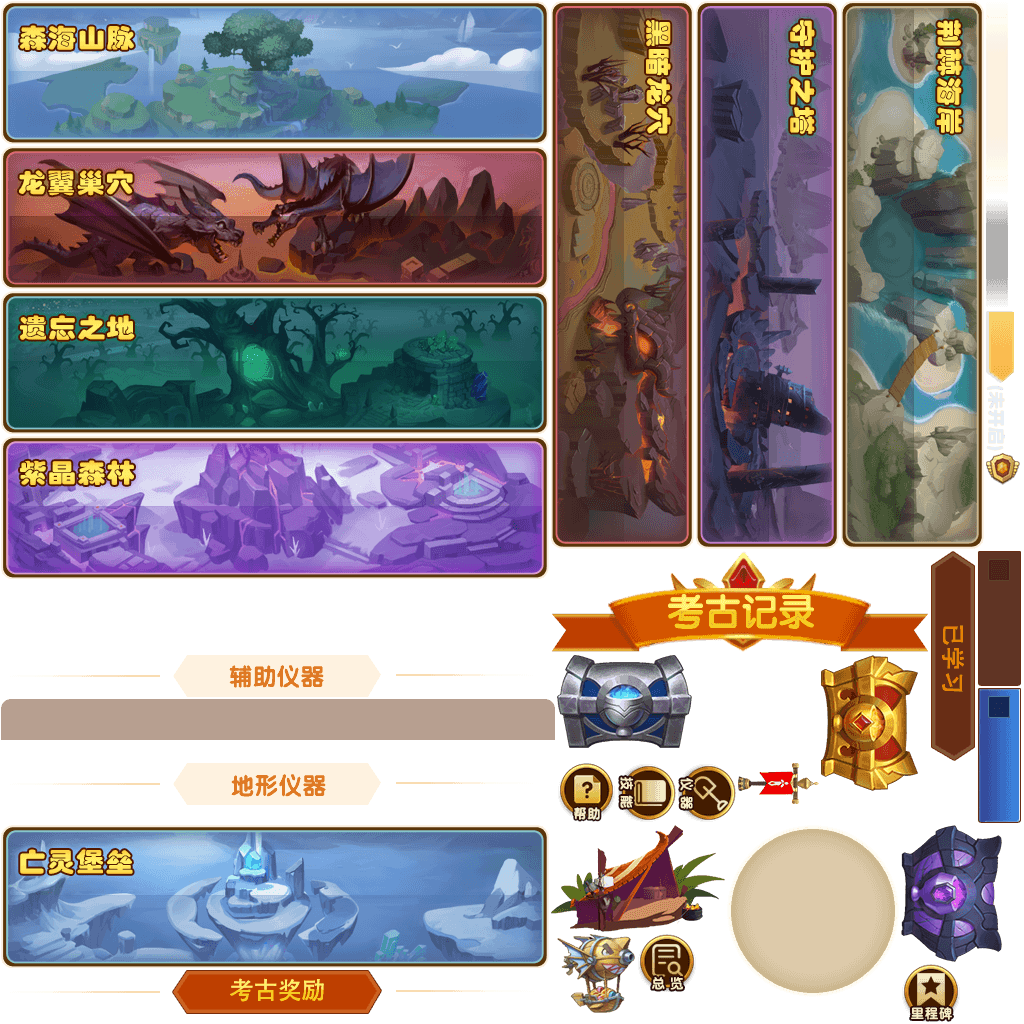 森海山脉
龙翼巢穴
遗忘之地
紫晶森林
黑暗龙穴
守护之塔
荆棘海岸
(未开启)
考古记录
已学习
辅助仪器
地形仪器
帮助
技能
仪器
亡灵堡垒
总览
里程碑
考古奖励